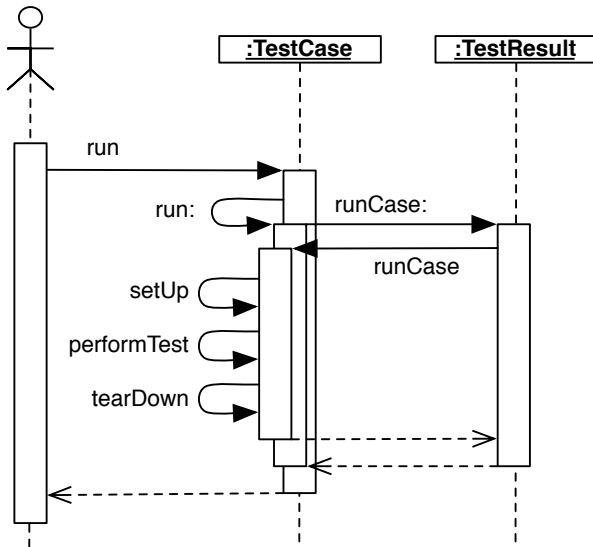 :TestCase
:TestResult
run
run:
runCase:
runCase
setUp
performTest
tearDown